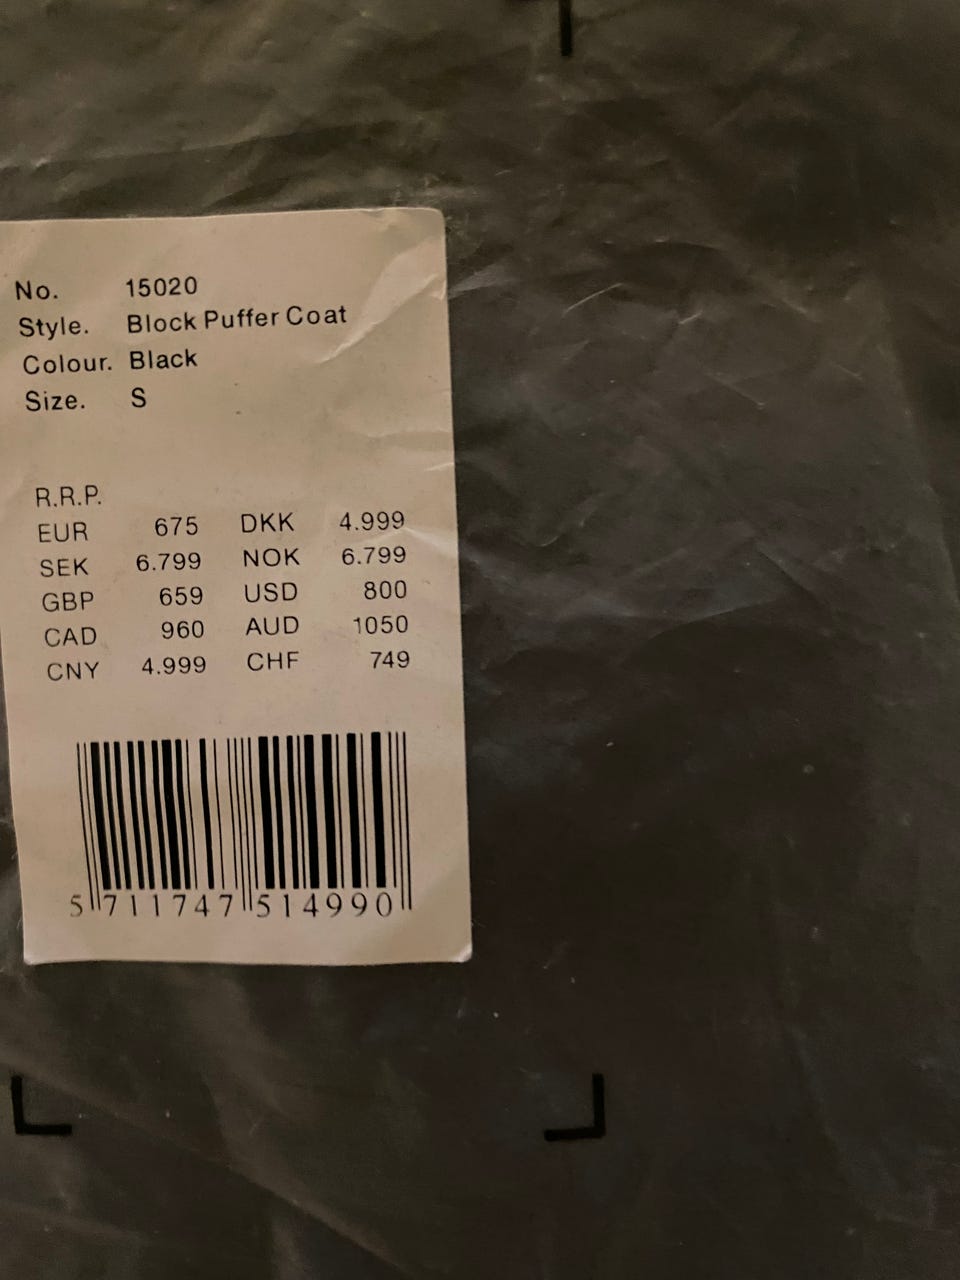 No. 15020
Style. Block Puffer Coat
Colour. Black
Size. S
R.R.P.
EUR 675 DKK 4.999
SEK 6.799 NOK 6.799
GBP 659 USD 800
CAD 960 AUD 1050
CNY 4.999 CHF 749
5 711747 514990